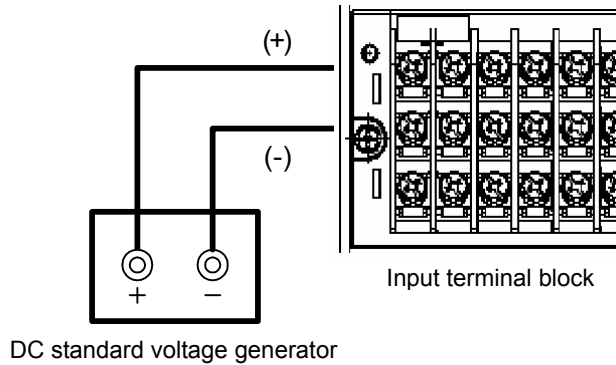 (+)
(-)
+ −
Input terminal block
DC standard voltage generator